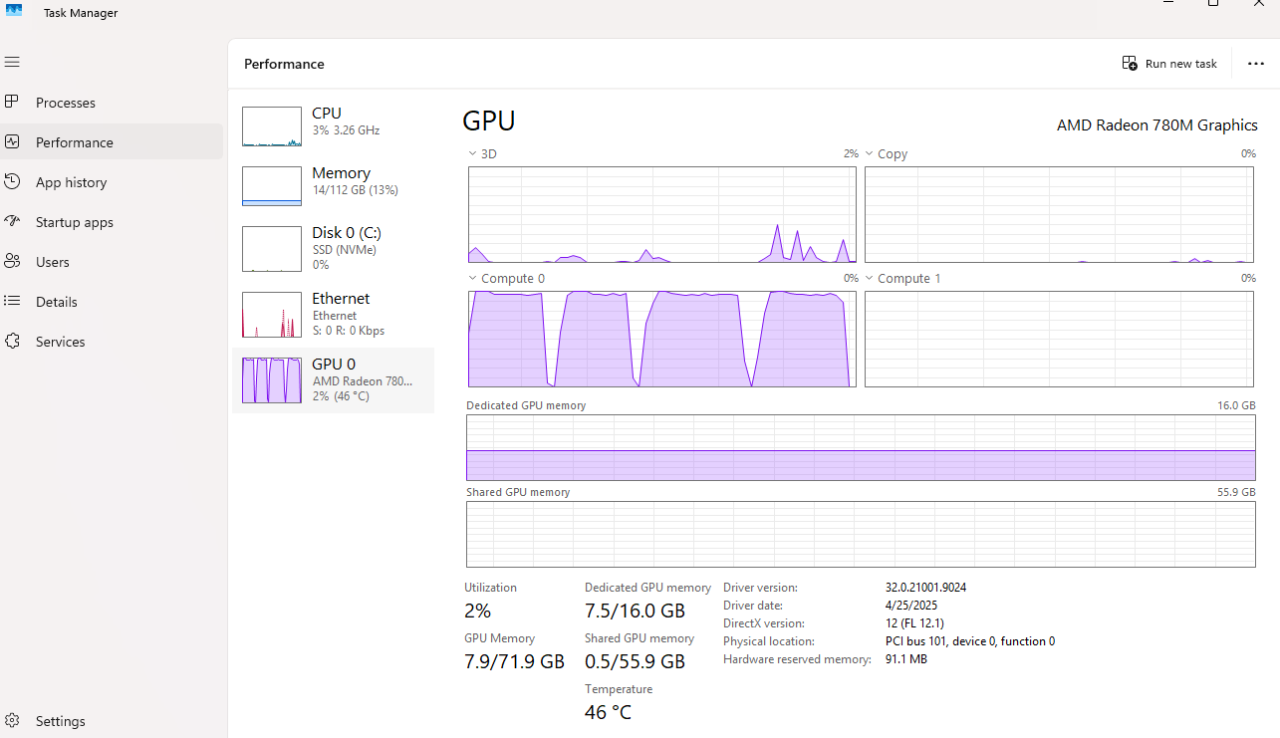 Task Manager
Performance
Run new task
Processes
Performance
App history
Startup apps
Users
Details
Services
Settings
CPU
3% 3.26 GHz
Memory
14/112 GB (13%)
Disk 0 (C:)
SSD (NVMe)
0%
Ethernet
Ethernet
S: 0 R: 0 Kbps
GPU 0
AMD Radeon 780...
2% (46 °C)
GPU
AMD Radeon 780M Graphics
3D 2%
Copy 0%
Compute 0 0%
Compute 1 0%
Dedicated GPU memory 16.0 GB
Shared GPU memory 55.9 GB
Utilization
2%
Dedicated GPU memory
7.5/16.0 GB
GPU Memory
7.9/71.9 GB
Shared GPU memory
0.5/55.9 GB
Temperature
46 °C
Driver version: 32.0.21001.9024
Driver date: 4/25/2025
DirectX version: 12 (FL 12.1)
Physical location: PCI bus 101, device 0, function 0
Hardware reserved memory: 91.1 MB